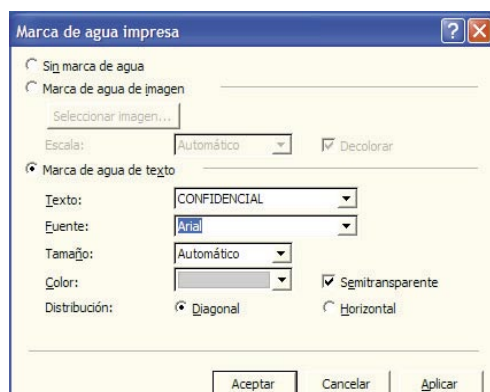 Marca de agua impresa
Sin marca de agua
Marca de agua de imagen
Seleccionar imagen...
Escala: Automático Decolorar
Marca de agua de texto
Texto: CONFIDENCIAL
Fuente: Arial
Tamaño: Automático
Color: Semitransparente
Distribución: Diagonal Horizontal
Aceptar Cancelar Aplicar